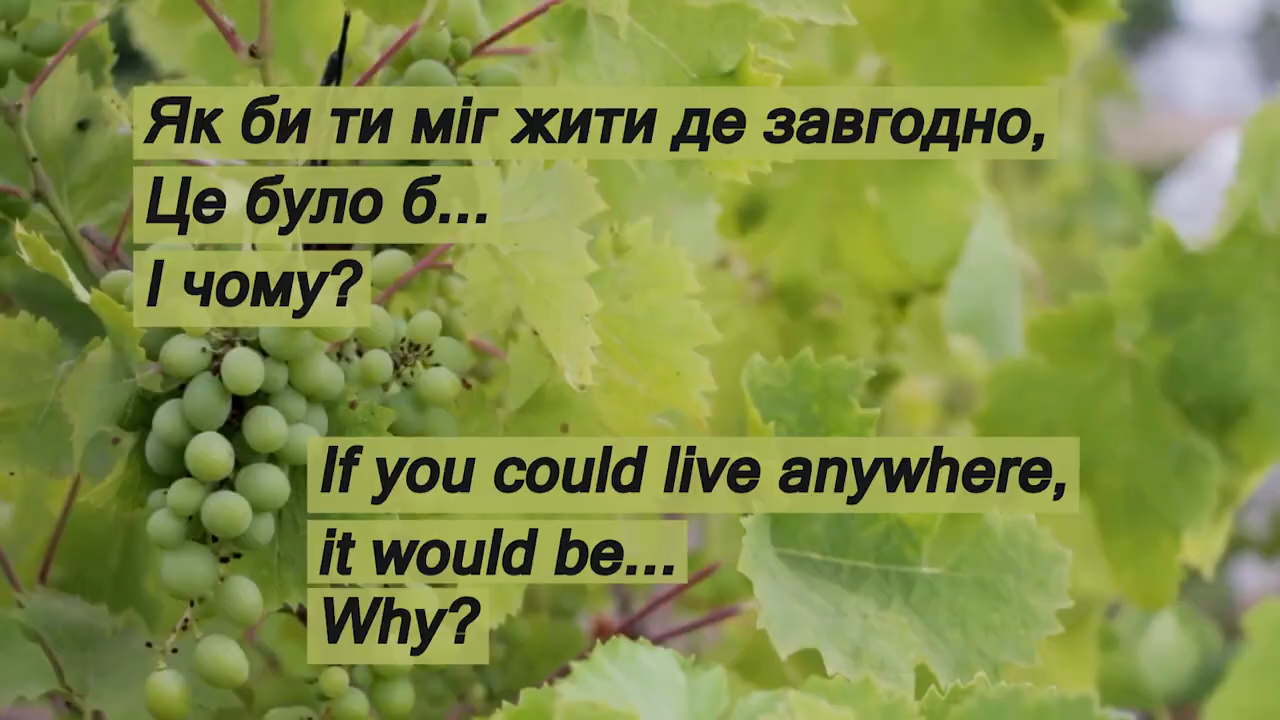 Як би ти міг жити де завгодно,
Це було б...
І чому?
If you could live anywhere,
it would be...
Why?